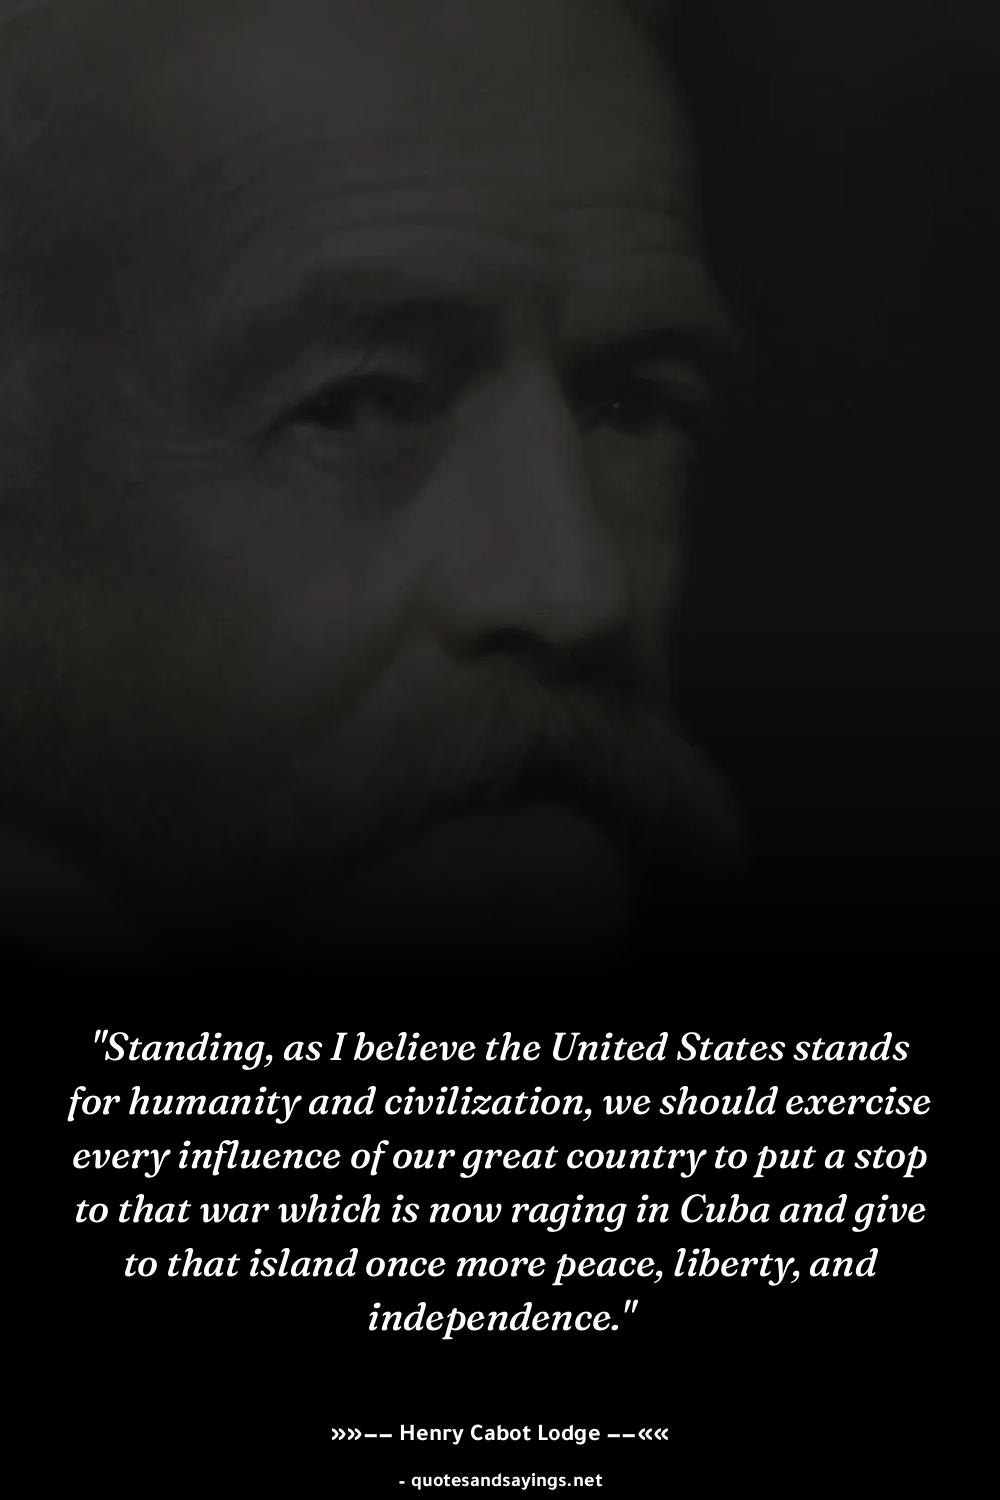 "Standing, as I believe the United States stands
for humanity and civilization, we should exercise
every influence of our great country to put a stop
to that war which is now raging in Cuba and give
to that island once more peace, liberty, and
independence."
»»–– Henry Cabot Lodge ––««
- quotesandsayings.net